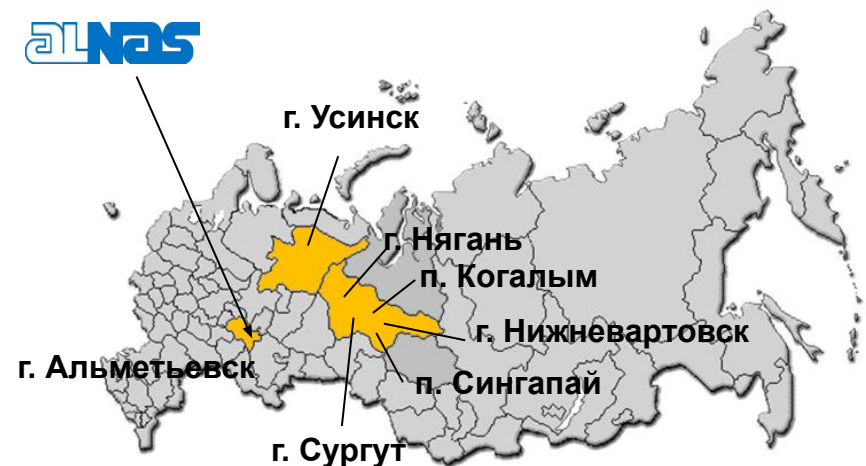 ALNAS
г. Усинск
г. Нягань
п. Когалым
г. Нижневартовск
г. Альметьевск
п. Сингапай
г. Сургут